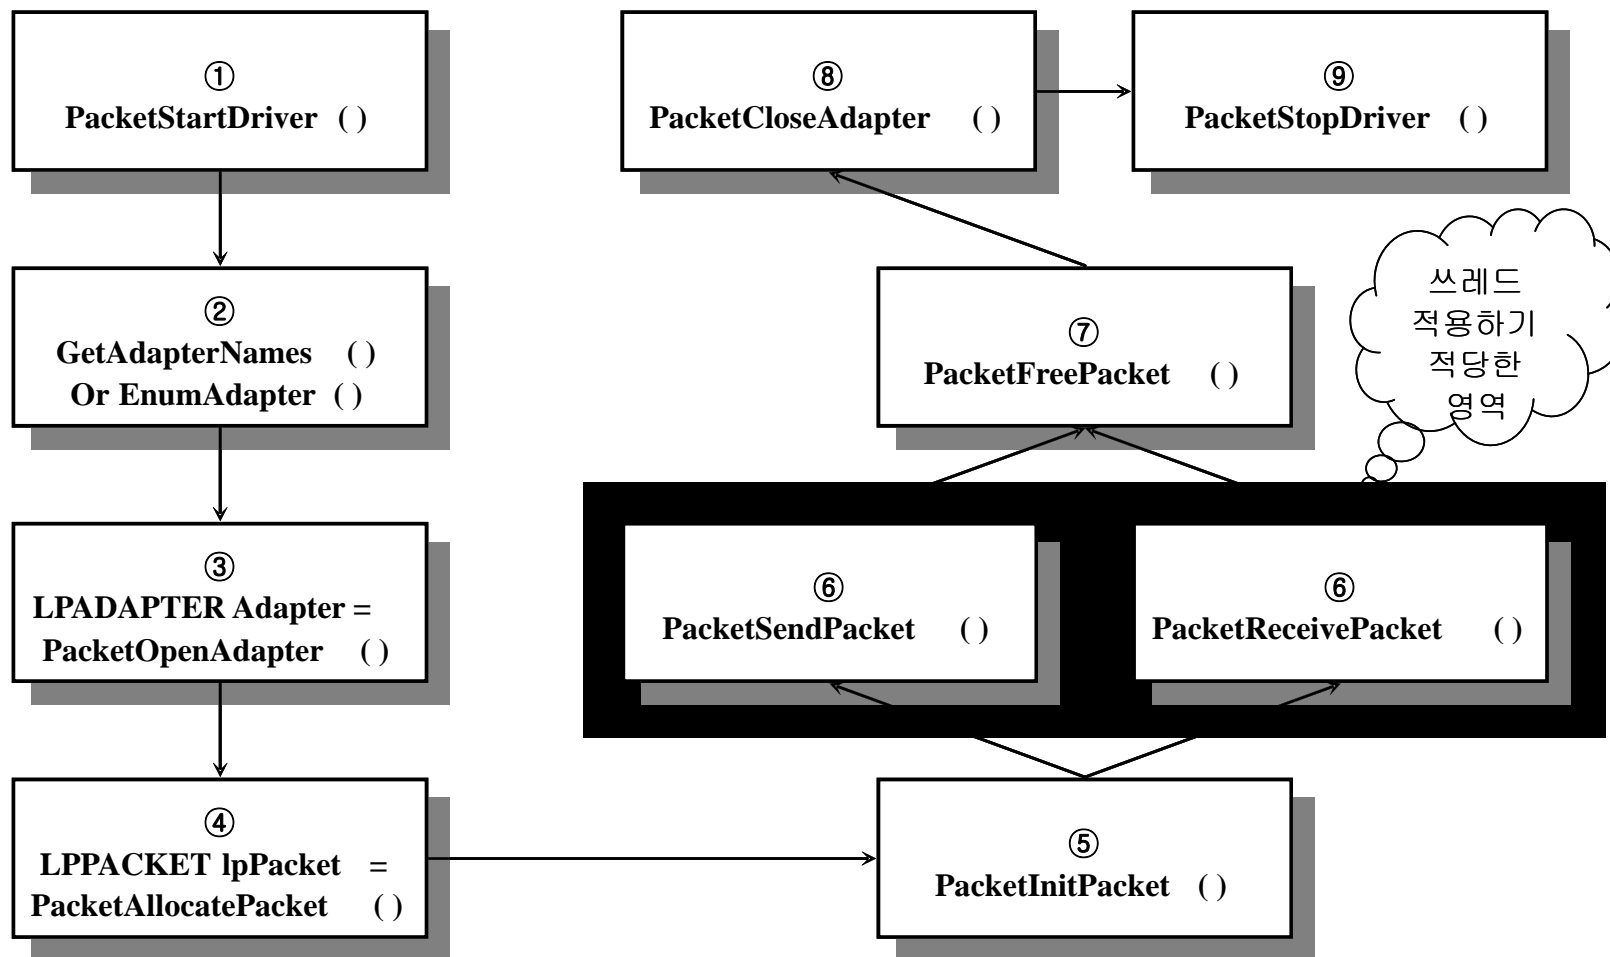 ①
PacketStartDriver ( )
②
GetAdapterNames ( )
Or EnumAdapter ( )
③
LPADAPTER Adapter =
PacketOpenAdapter ( )
④
LPPACKET lpPacket =
PacketAllocatePacket ( )
⑤
PacketInitPacket ( )
⑥
PacketSendPacket ( )
⑥
PacketReceivePacket ( )
쓰레드
적용하기
적당한
영역
⑦
PacketFreePacket ( )
⑧
PacketCloseAdapter ( )
⑨
PacketStopDriver ( )